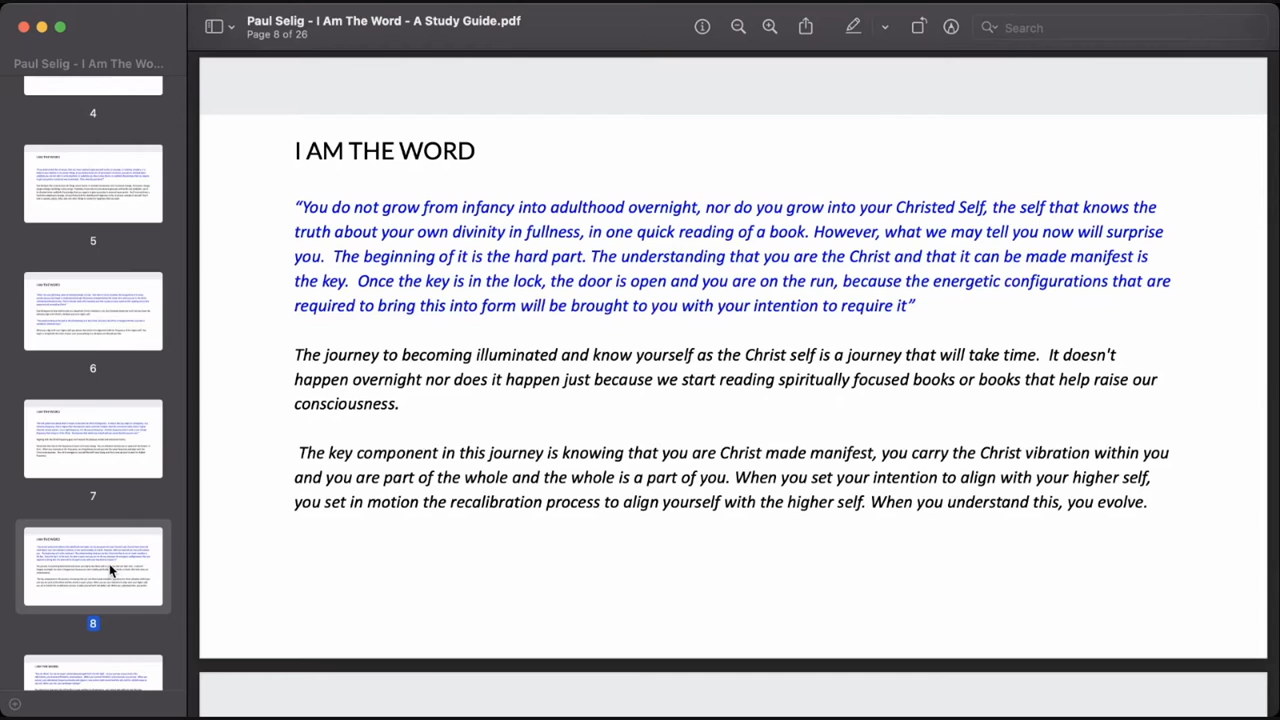 Paul Selig - I Am The Word - A Study Guide.pdf
Page 8 of 26
Search
Paul Selig - I Am The Wo...
4
5
6
7
8
I AM THE WORD
“You do not grow from infancy into adulthood overnight, nor do you grow into your Christed Self, the self that knows the
truth about your own divinity in fullness, in one quick reading of a book. However, what we may tell you now will surprise
you.  The beginning of it is the hard part. The understanding that you are the Christ and that it can be made manifest is
the key.  Once the key is in the lock, the door is open and you are on the path, because the energetic configurations that are
required to bring this into being will be brought to you with your intention as you require it”
The journey to becoming illuminated and know yourself as the Christ self is a journey that will take time.  It doesn't
happen overnight nor does it happen just because we start reading spiritually focused books or books that help raise our
consciousness.
The key component in this journey is knowing that you are Christ made manifest, you carry the Christ vibration within you
and you are part of the whole and the whole is a part of you. When you set your intention to align with your higher self,
you set in motion the recalibration process to align yourself with the higher self. When you understand this, you evolve.